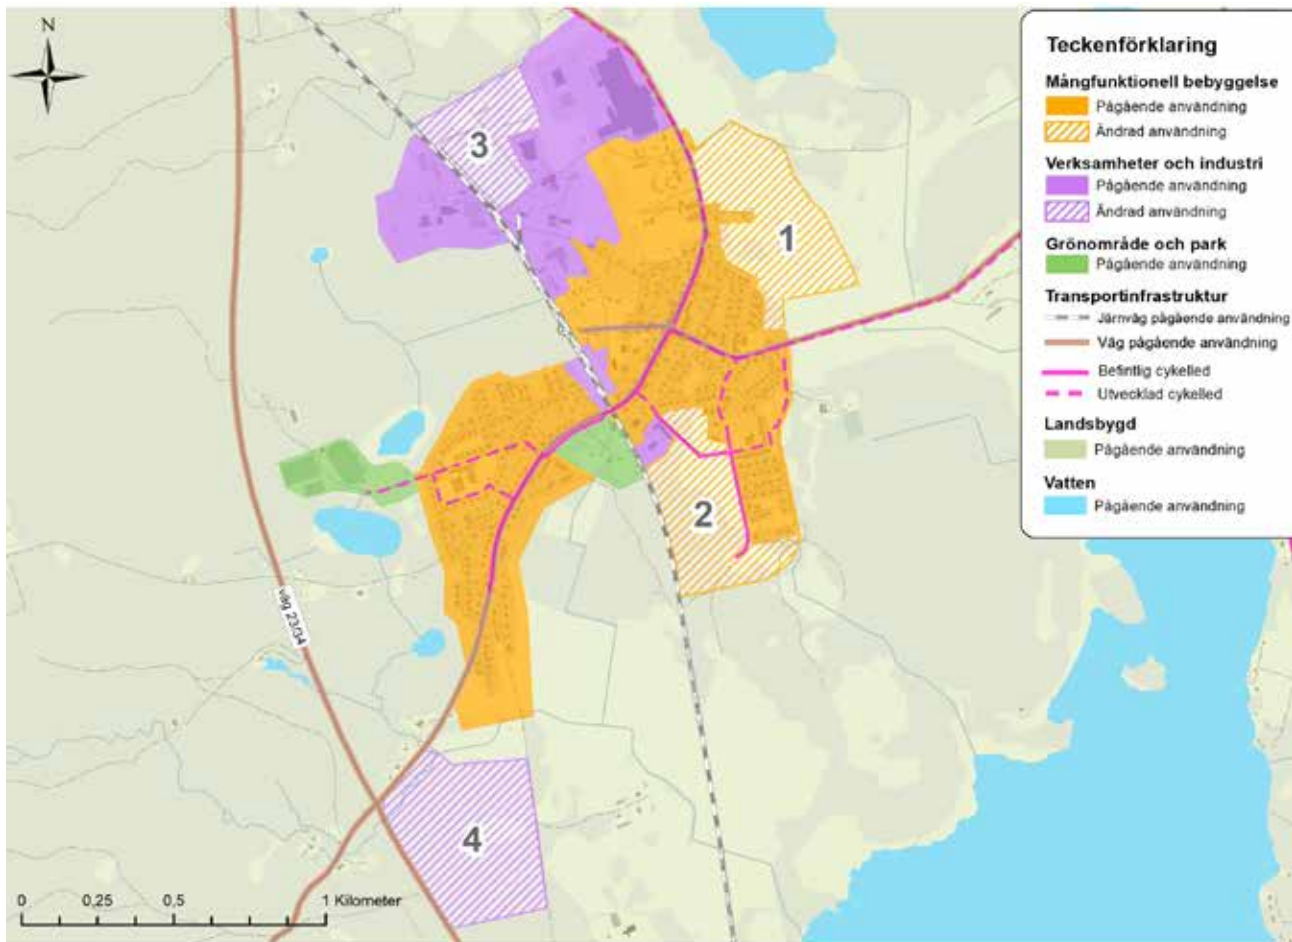 N
Teckenförklaring
Mångfunktionell bebyggelse
Pågående användning
Ändrad användning
Verksamheter och industri
Pågående användning
Ändrad användning
Grönområde och park
Pågående användning
Transportinfrastruktur
Järnväg pågående användning
Väg pågående användning
Befintlig cykelled
Utvecklad cykelled
Landsbygd
Pågående användning
Vatten
Pågående användning
3
1
2
väg 23/34
4
0 0,25 0,5 1 Kilometer